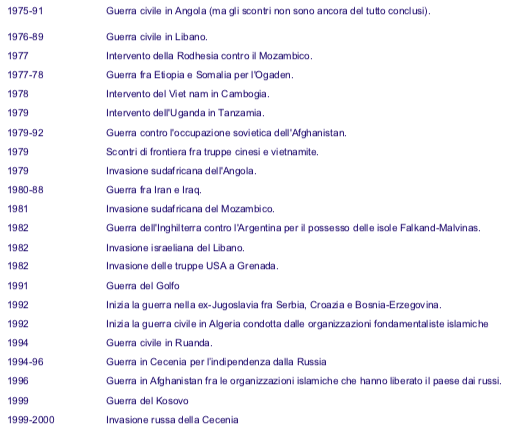 1975-91 Guerra civile in Angola (ma gli scontri non sono ancora del tutto conclusi).
1976-89 Guerra civile in Libano.
1977 Intervento della Rodhesia contro il Mozambico.
1977-78 Guerra fra Etiopia e Somalia per l'Ogaden.
1978 Intervento del Viet nam in Cambogia.
1979 Intervento dell'Uganda in Tanzamia.
1979-92 Guerra contro l'occupazione sovietica dell'Afghanistan.
1979 Scontri di frontiera fra truppe cinesi e vietnamite.
1979 Invasione sudafricana dell'Angola.
1980-88 Guerra fra Iran e Iraq.
1981 Invasione sudafricana del Mozambico.
1982 Guerra dell'Inghilterra contro l'Argentina per il possesso delle isole Falkand-Malvinas.
1982 Invasione israeliana del Libano.
1982 Invasione delle truppe USA a Grenada.
1991 Guerra del Golfo
1992 Inizia la guerra nella ex-Jugoslavia fra Serbia, Croazia e Bosnia-Erzegovina.
1992 Inizia la guerra civile in Algeria condotta dalle organizzazioni fondamentaliste islamiche
1994 Guerra civile in Ruanda.
1994-96 Guerra in Cecenia per l'indipendenza dalla Russia
1996 Guerra in Afghanistan fra le organizzazioni islamiche che hanno liberato il paese dai russi.
1999 Guerra del Kosovo
1999-2000 Invasione russa della Cecenia